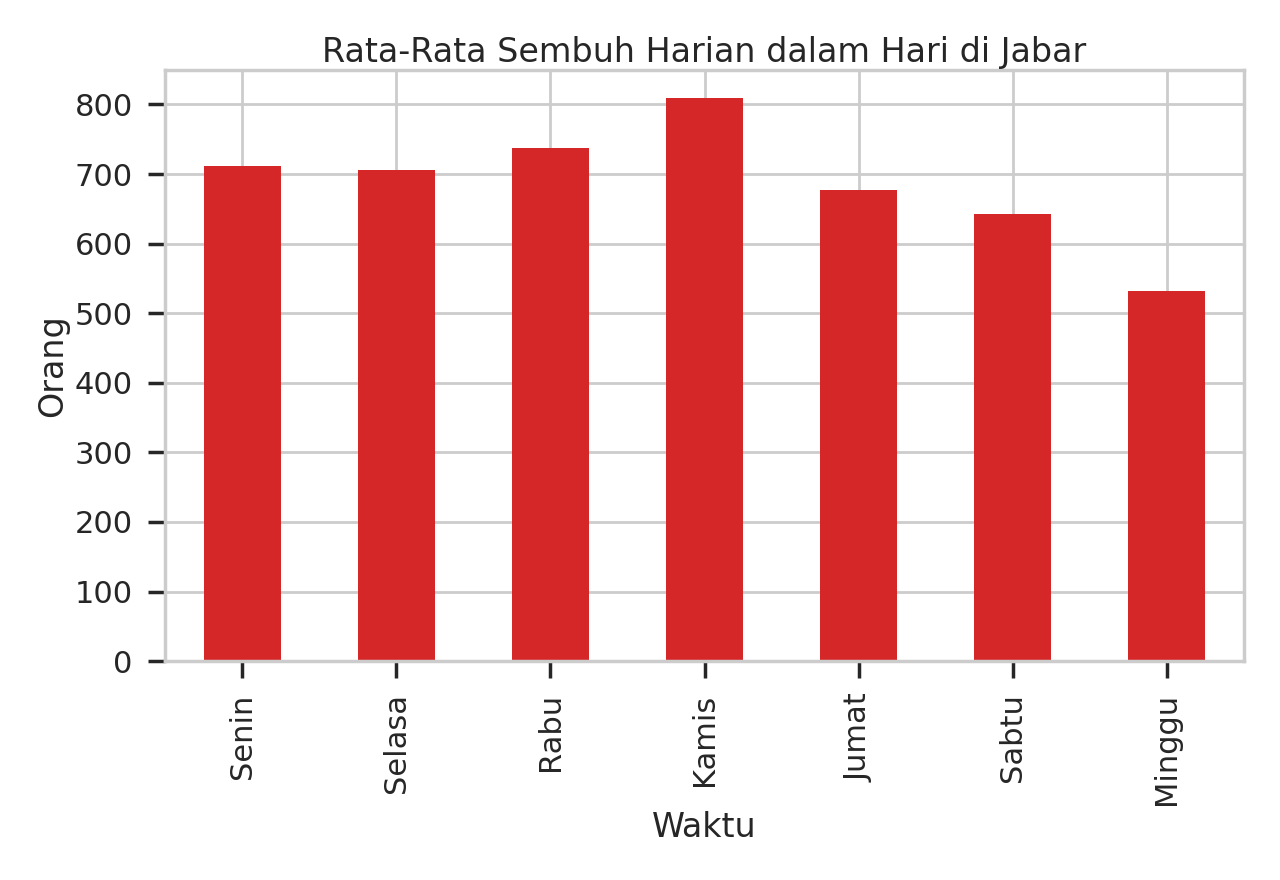 Rata-Rata Sembuh Harian dalam Hari di Jabar
Orang
800
700
600
500
400
300
200
100
0
Senin
Selasa
Rabu
Kamis
Jumat
Sabtu
Minggu
Waktu